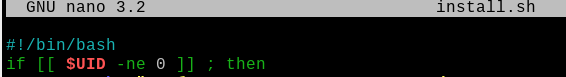 GNU nano 3.2 install.sh
#!/bin/bash
if [[ $UID -ne 0 ]] ; then